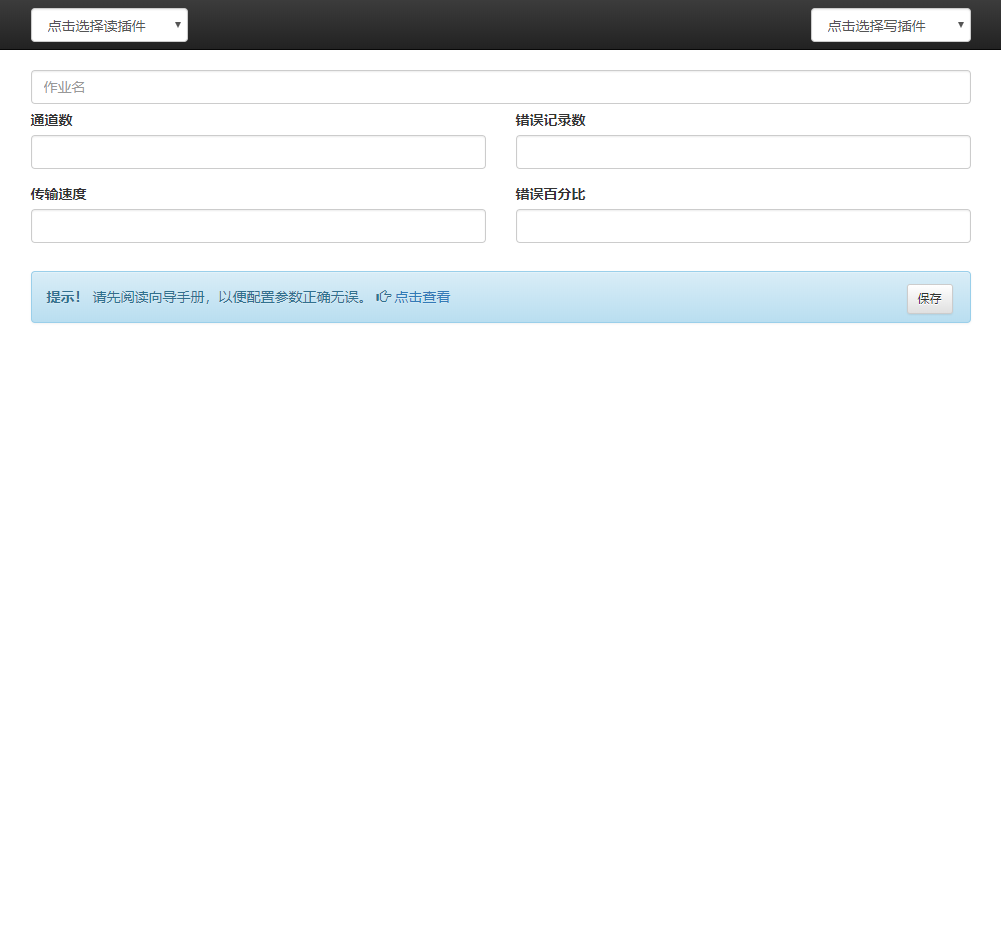 点击选择读插件
点击选择写插件
作业名
通道数
错误记录数
传输速度
错误百分比
提示! 请先阅读向导手册,以便配置参数正确无误。 点击查看
保存